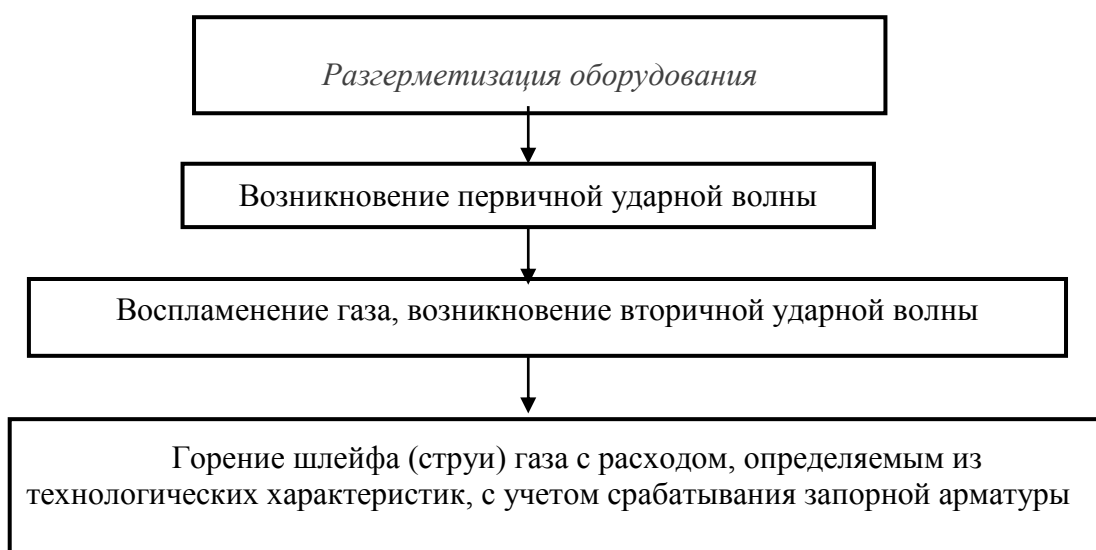 Разгерметизация оборудования
Возникновение первичной ударной волны
Воспламенение газа, возникновение вторичной ударной волны
Горение шлейфа (струи) газа с расходом, определяемым из
технологических характеристик, с учетом срабатывания запорной арматуры